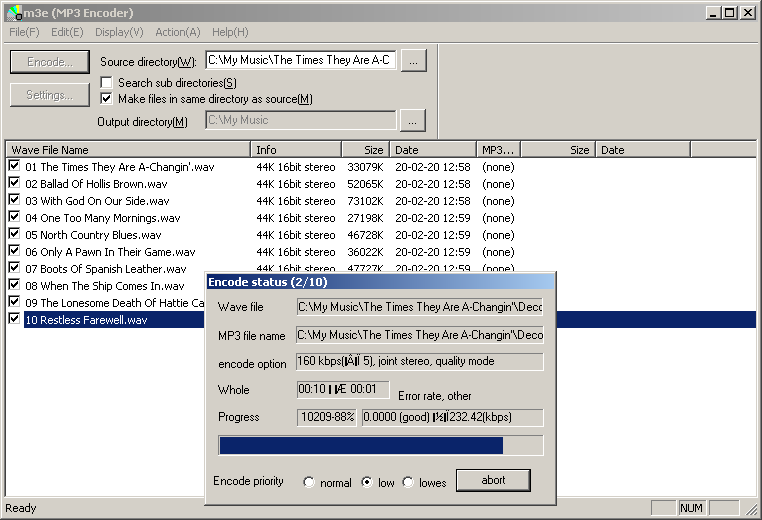 m3e (MP3 Encoder)
File(F) Edit(E) Display(V) Action(A) Help(H)
Encode... Source directory(W): C:\My Music\The Times They Are A-C ...
Search sub directories(S)
Settings... Make files in same directory as source(M)
Output directory(M) C:\My Music ...
Wave File Name Info Size Date MP3... Size Date
01 The Times They Are A-Changin'.wav 44K 16bit stereo 33079K 20-02-20 12:58 (none)
02 Ballad Of Hollis Brown.wav 44K 16bit stereo 52065K 20-02-20 12:58 (none)
03 With God On Our Side.wav 44K 16bit stereo 73102K 20-02-20 12:58 (none)
04 One Too Many Mornings.wav 44K 16bit stereo 27198K 20-02-20 12:59 (none)
05 North Country Blues.wav 44K 16bit stereo 46728K 20-02-20 12:59 (none)
06 Only A Pawn In Their Game.wav 44K 16bit stereo 36022K 20-02-20 12:59 (none)
07 Boots Of Spanish Leather.wav 44K 16bit stereo 47727K 20-02-20 12:59 (none)
08 When The Ship Comes In.wav
09 The Lonesome Death Of Hattie Ca
10 Restless Farewell.wav
Encode status (2/10)
Wave file C:\My Music\The Times They Are A-Changin'\Deco
MP3 file name C:\My Music\The Times They Are A-Changin'\Deco
encode option 160 kbps( 5), joint stereo, quality mode
Whole 00:10 Æ 00:01 Error rate, other
Progress 10209-88% 0.0000 (good) 232.42(kbps)
Encode priority normal low lowes abort
Ready NUM